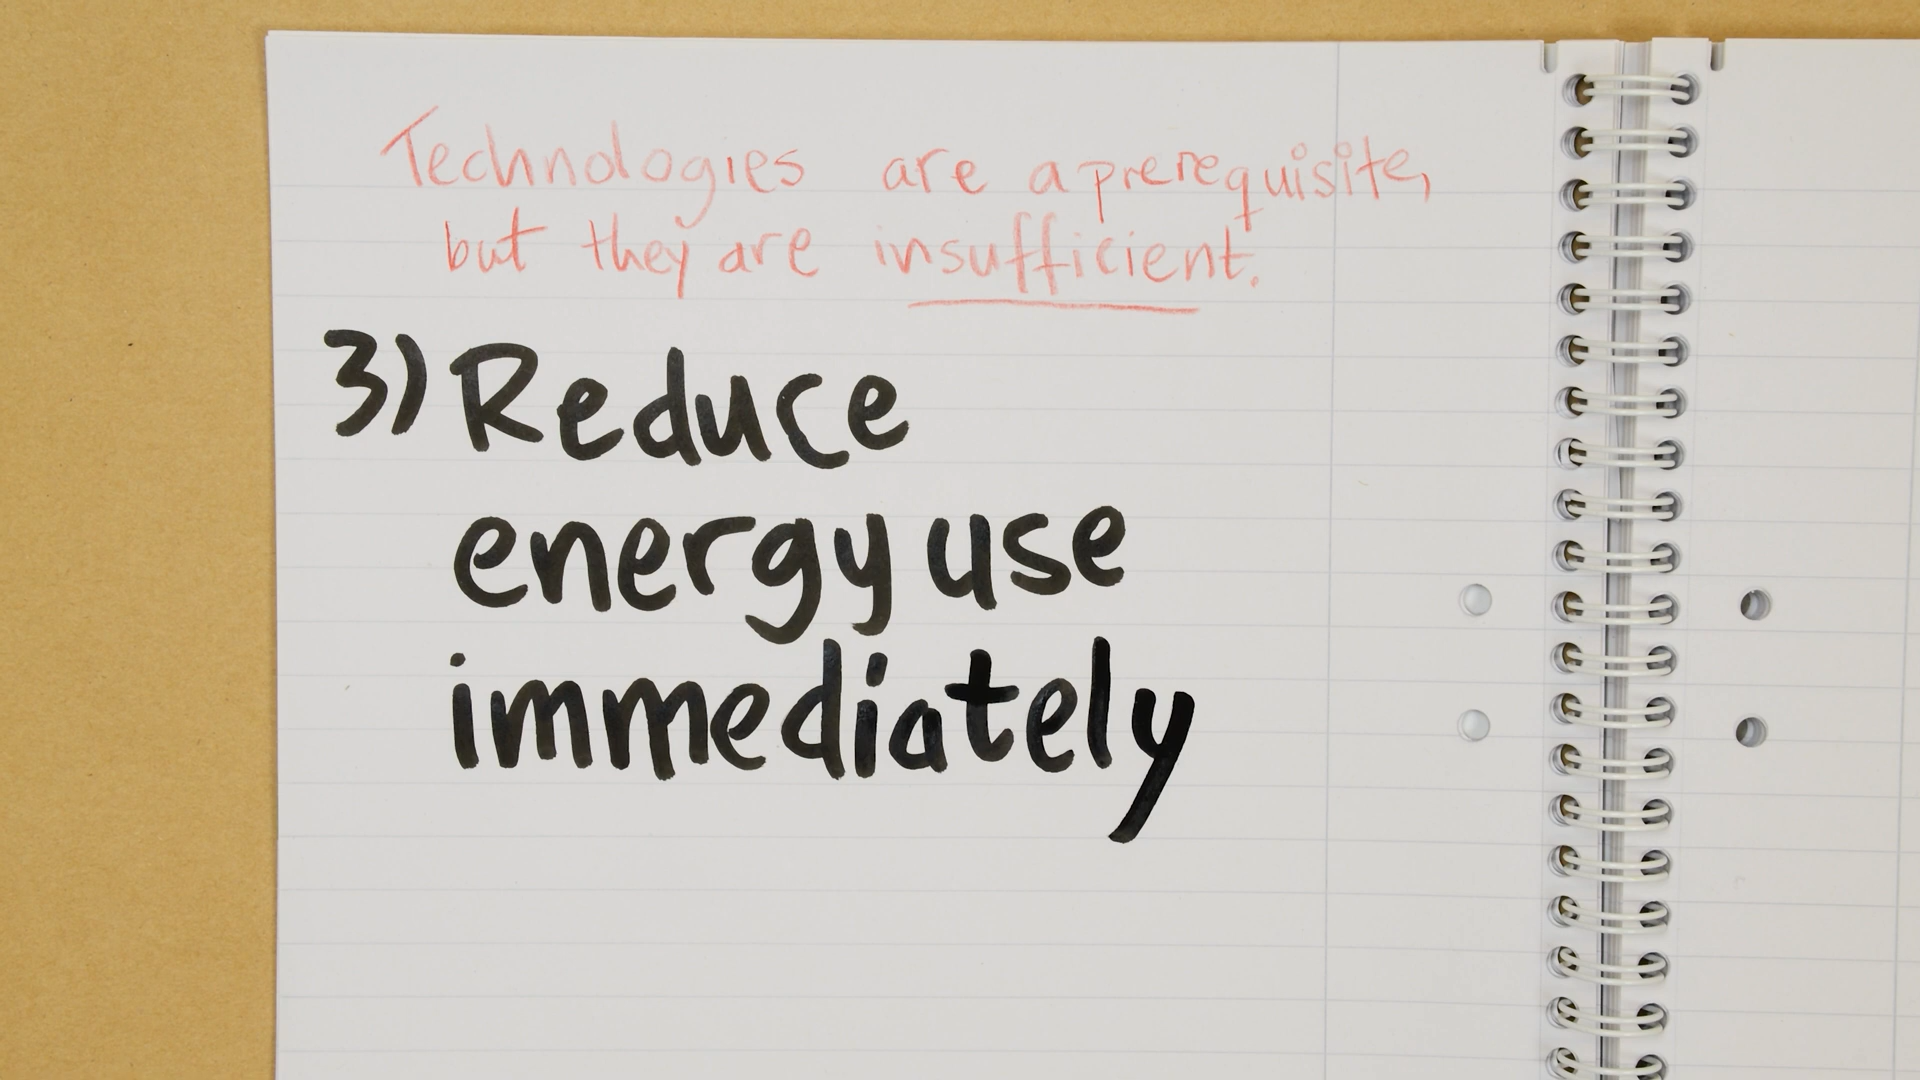 Technologies are a prerequisite,
but they are insufficient.
3) Reduce
energy use
immediately